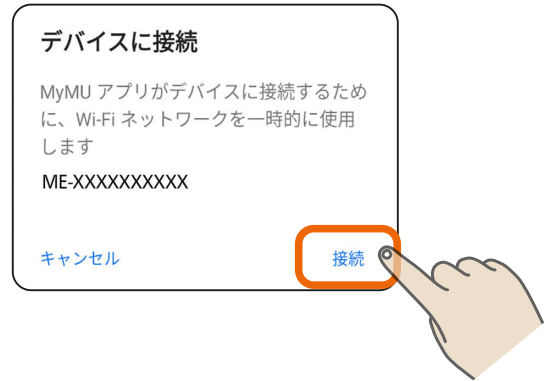 デバイスに接続
MyMU アプリがデバイスに接続するため
に、Wi-Fi ネットワークを一時的に使用
します
ME-XXXXXXXXXX
キャンセル 接続